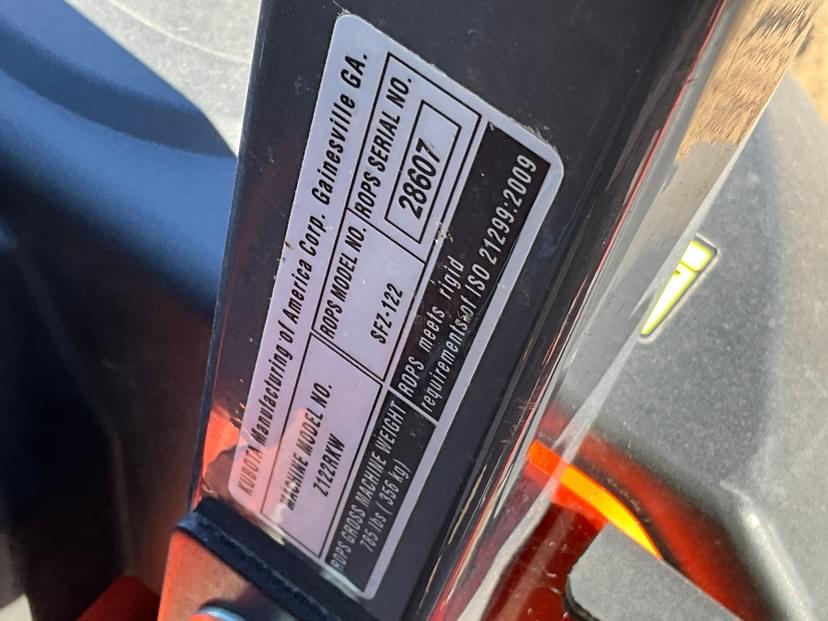 KUBOTA Manufacturing of America Corp. Gainesville GA.
MACHINE MODEL NO.
Z122RKW
ROPS MODEL NO.
SFZ-122
ROPS SERIAL NO.
28607
ROPS GROSS MACHINE WEIGHT
785 lbs ( 356 kg)
ROPS meets rigid
requirements of ISO 21299:2009